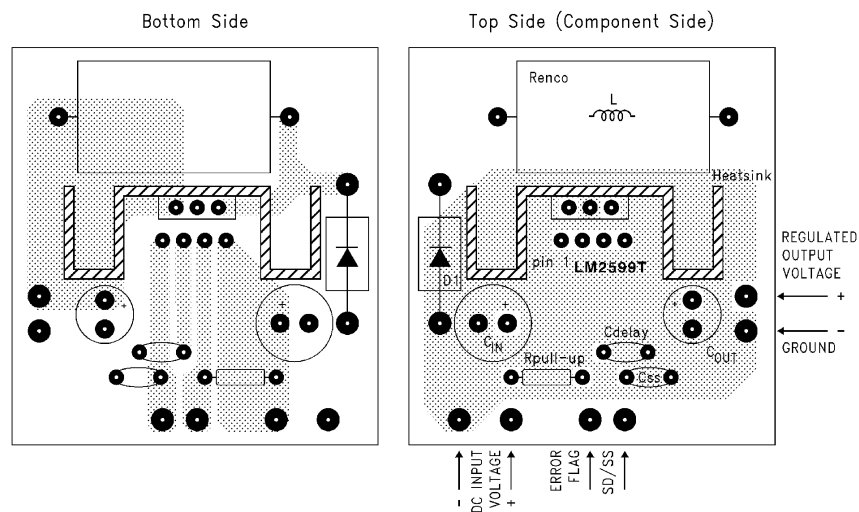 Bottom Side
Top Side (Component Side)
Renco
L
Heatsink
REGULATED
OUTPUT
VOLTAGE
pin 1
LM2599T
D1
+
+
+
+
+
-
CIN
Cdelay
COUT
GROUND
Rpull-up
Css
-
DC INPUT
VOLTAGE
+
ERROR
FLAG
SD/SS